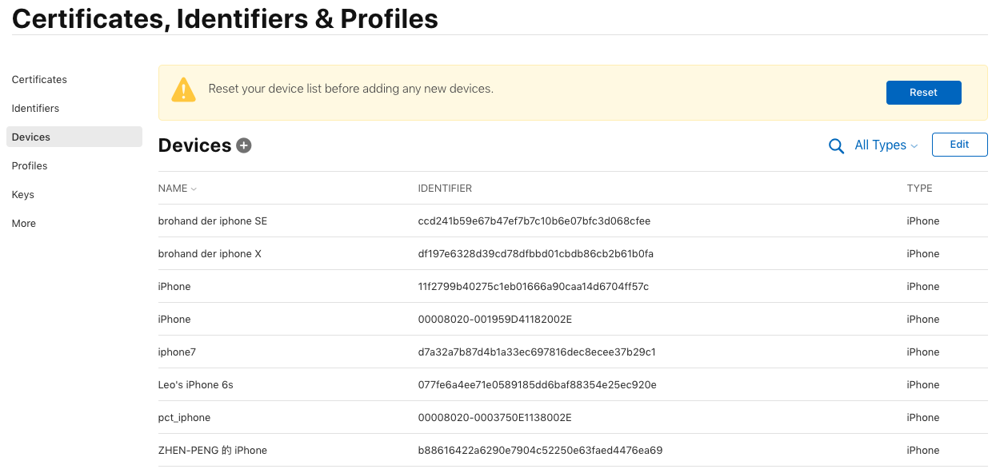 Certificates, Identifiers & Profiles
Certificates
Identifiers
Devices
Profiles
Keys
More
Reset your device list before adding any new devices.
Reset
Devices
All Types
Edit
NAME IDENTIFIER TYPE
brohand der iphone SE ccd241b59e67b47ef7b7c10b6e07bfc3d068cfee iPhone
brohand der iphone X df197e6328d39cd78dfbbd01cbdb86cb2b61b0fa iPhone
iPhone 11f2799b40275c1eb01666a90caa14d6704ff57c iPhone
iPhone 00008020-001959D41182002E iPhone
iphone7 d7a32a7b87d4b1a33ec697816dec8ecee37b29c1 iPhone
Leo's iPhone 6s 077fe6a4ee71e0589185dd6baf88354e25ec920e iPhone
pct_iphone 00008020-0003750E1138002E iPhone
ZHEN-PENG 的 iPhone b88616422a6290e7904c52250e63faed4476ea69 iPhone